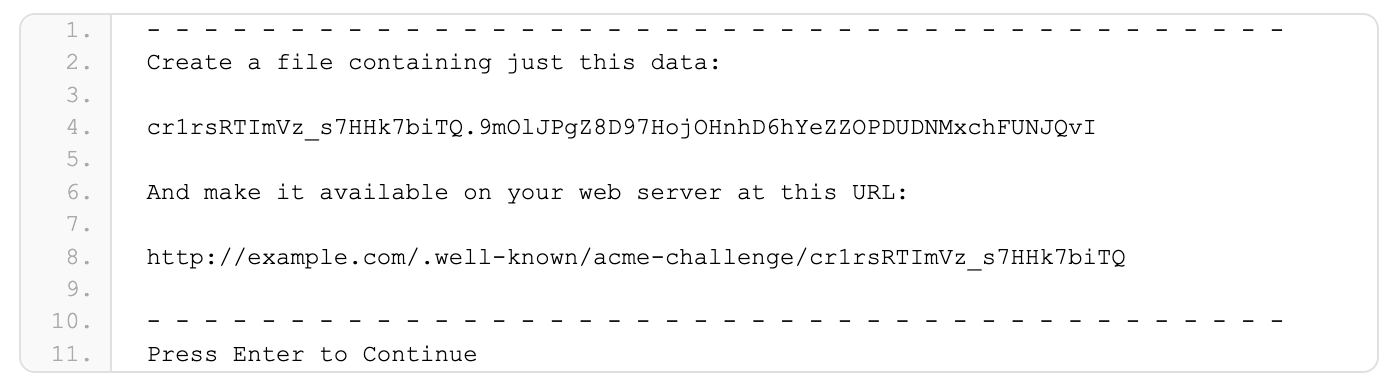 1. - - - - - - - - - - - - - - - - - - - - - - - - - - - - - - - - - - - - - - - -
2. Create a file containing just this data:
3.
4. cr1rsRTImVz_s7HHk7biTQ.9mOlJPgZ8D97HojOHnhD6hYeZZOPDUDNMxchFUNJQvI
5.
6. And make it available on your web server at this URL:
7.
8. http://example.com/.well-known/acme-challenge/cr1rsRTImVz_s7HHk7biTQ
9.
10. - - - - - - - - - - - - - - - - - - - - - - - - - - - - - - - - - - - - - - - -
11. Press Enter to Continue